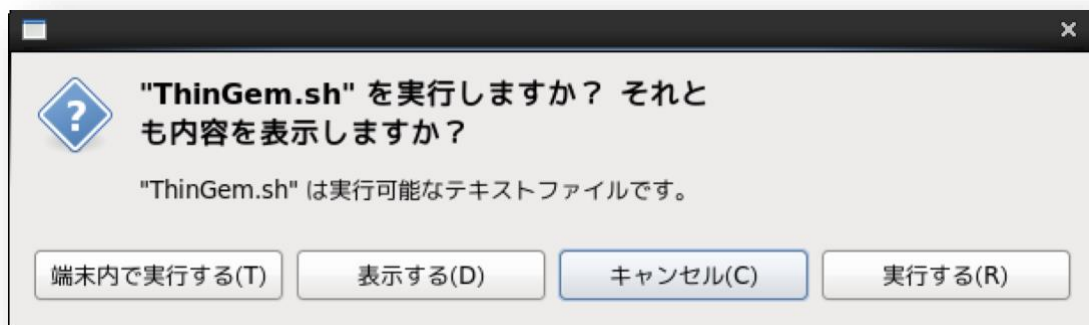 "ThinGem.sh" を実行しますか？ それと
も内容を表示しますか？
"ThinGem.sh" は実行可能なテキストファイルです。
端末内で実行する(T) 表示する(D) キャンセル(C) 実行する(R)